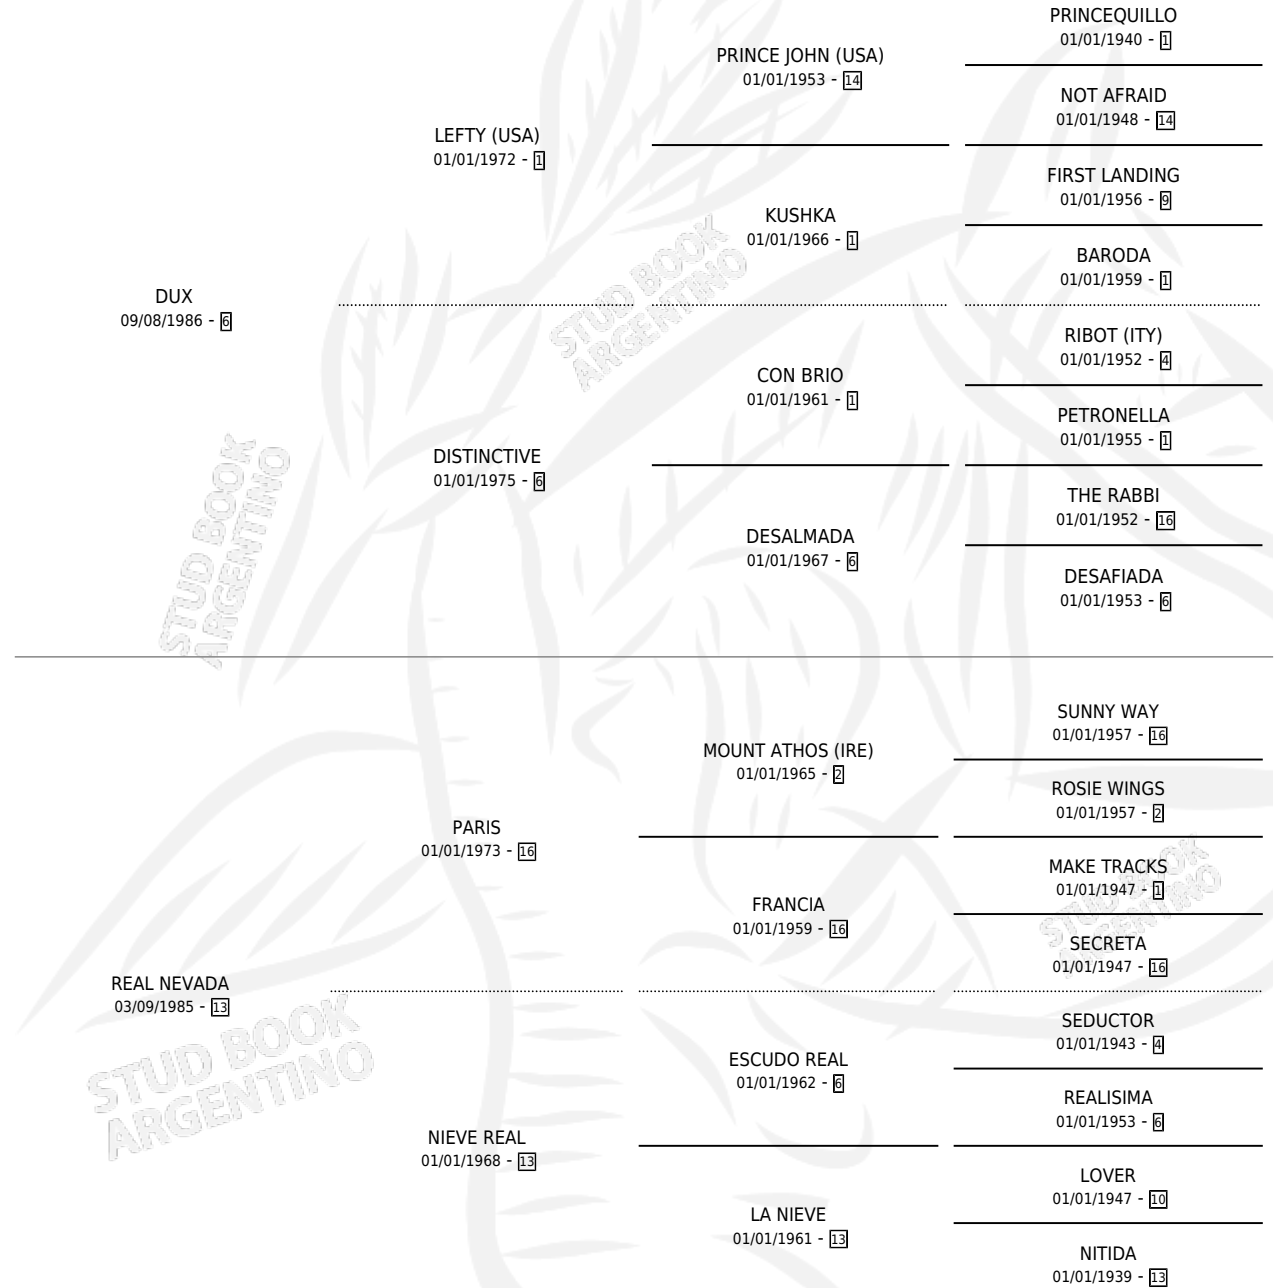 PRINCEQUILLO
01/01/1940 - 1
PRINCE JOHN (USA)
01/01/1953 - 14
NOT AFRAID
01/01/1948 - 14
LEFTY (USA)
01/01/1972 - 1
FIRST LANDING
01/01/1956 - 9
KUSHKA
01/01/1966 - 1
BARODA
01/01/1959 - 1
DUX
09/08/1986 - 6
RIBOT (ITY)
01/01/1952 - 4
CON BRIO
01/01/1961 - 1
PETRONELLA
01/01/1955 - 1
DISTINCTIVE
01/01/1975 - 6
THE RABBI
01/01/1952 - 16
DESALMADA
01/01/1967 - 6
DESAFIADA
01/01/1953 - 6
SUNNY WAY
01/01/1957 - 16
MOUNT ATHOS (IRE)
01/01/1965 - 2
ROSIE WINGS
01/01/1957 - 2
PARIS
01/01/1973 - 16
MAKE TRACKS
01/01/1947 - 1
FRANCIA
01/01/1959 - 16
SECRETA
01/01/1947 - 16
REAL NEVADA
03/09/1985 - 13
SEDUCTOR
01/01/1943 - 4
ESCUDO REAL
01/01/1962 - 6
REALISIMA
01/01/1953 - 6
NIEVE REAL
01/01/1968 - 13
LOVER
01/01/1947 - 10
LA NIEVE
01/01/1961 - 13
NITIDA
01/01/1939 - 13
STUD BOOK
ARGENTINO
STUD BOOK
ARGENTINO
STUD BOOK
ARGENTINO
STUD BOOK
ARGENTINO